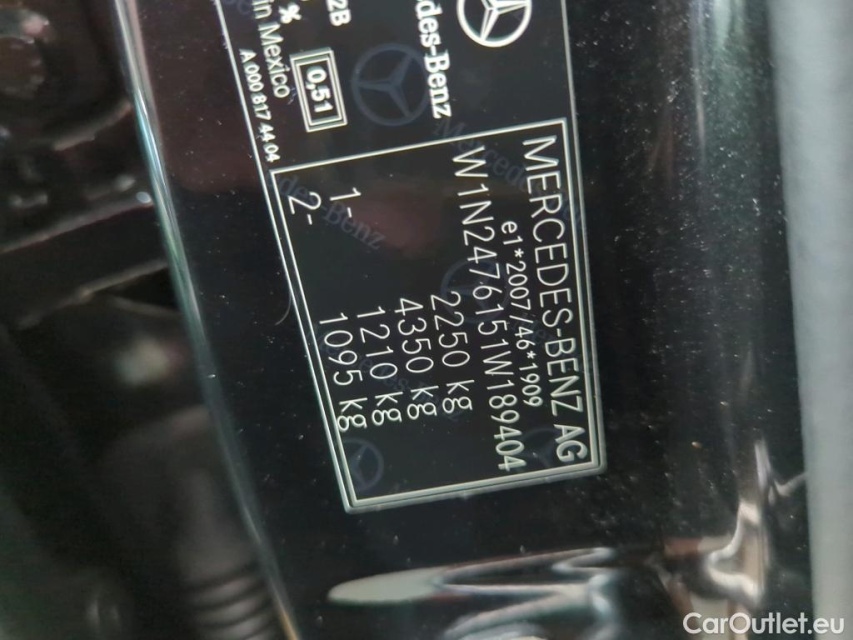 2B
des-Benz
%
in Mexico
0,51
A 000 817 44 04
MERCEDES-BENZ AG
e1*2007/46*1909
W1N2476151W189404
2250 kg
4350 kg
1-  1210 kg
2-  1095 kg
CarOutlet.eu